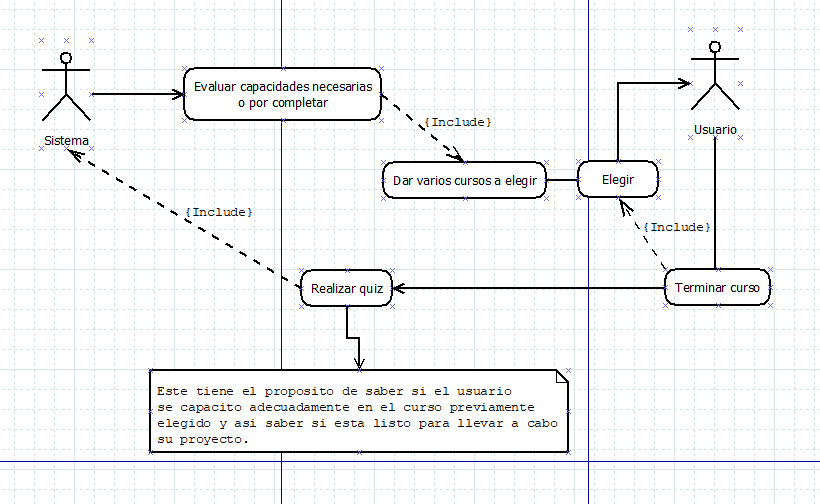 Evaluar capacidades necesarias
o por completar
{Include}
Sistema
Usuario
Dar varios cursos a elegir
Elegir
{Include}
{Include}
Realizar quiz
Terminar curso
Este tiene el proposito de saber si el usuario
se capacito adecuadamente en el curso previamente
elegido y asi saber si esta listo para llevar a cabo
su proyecto.